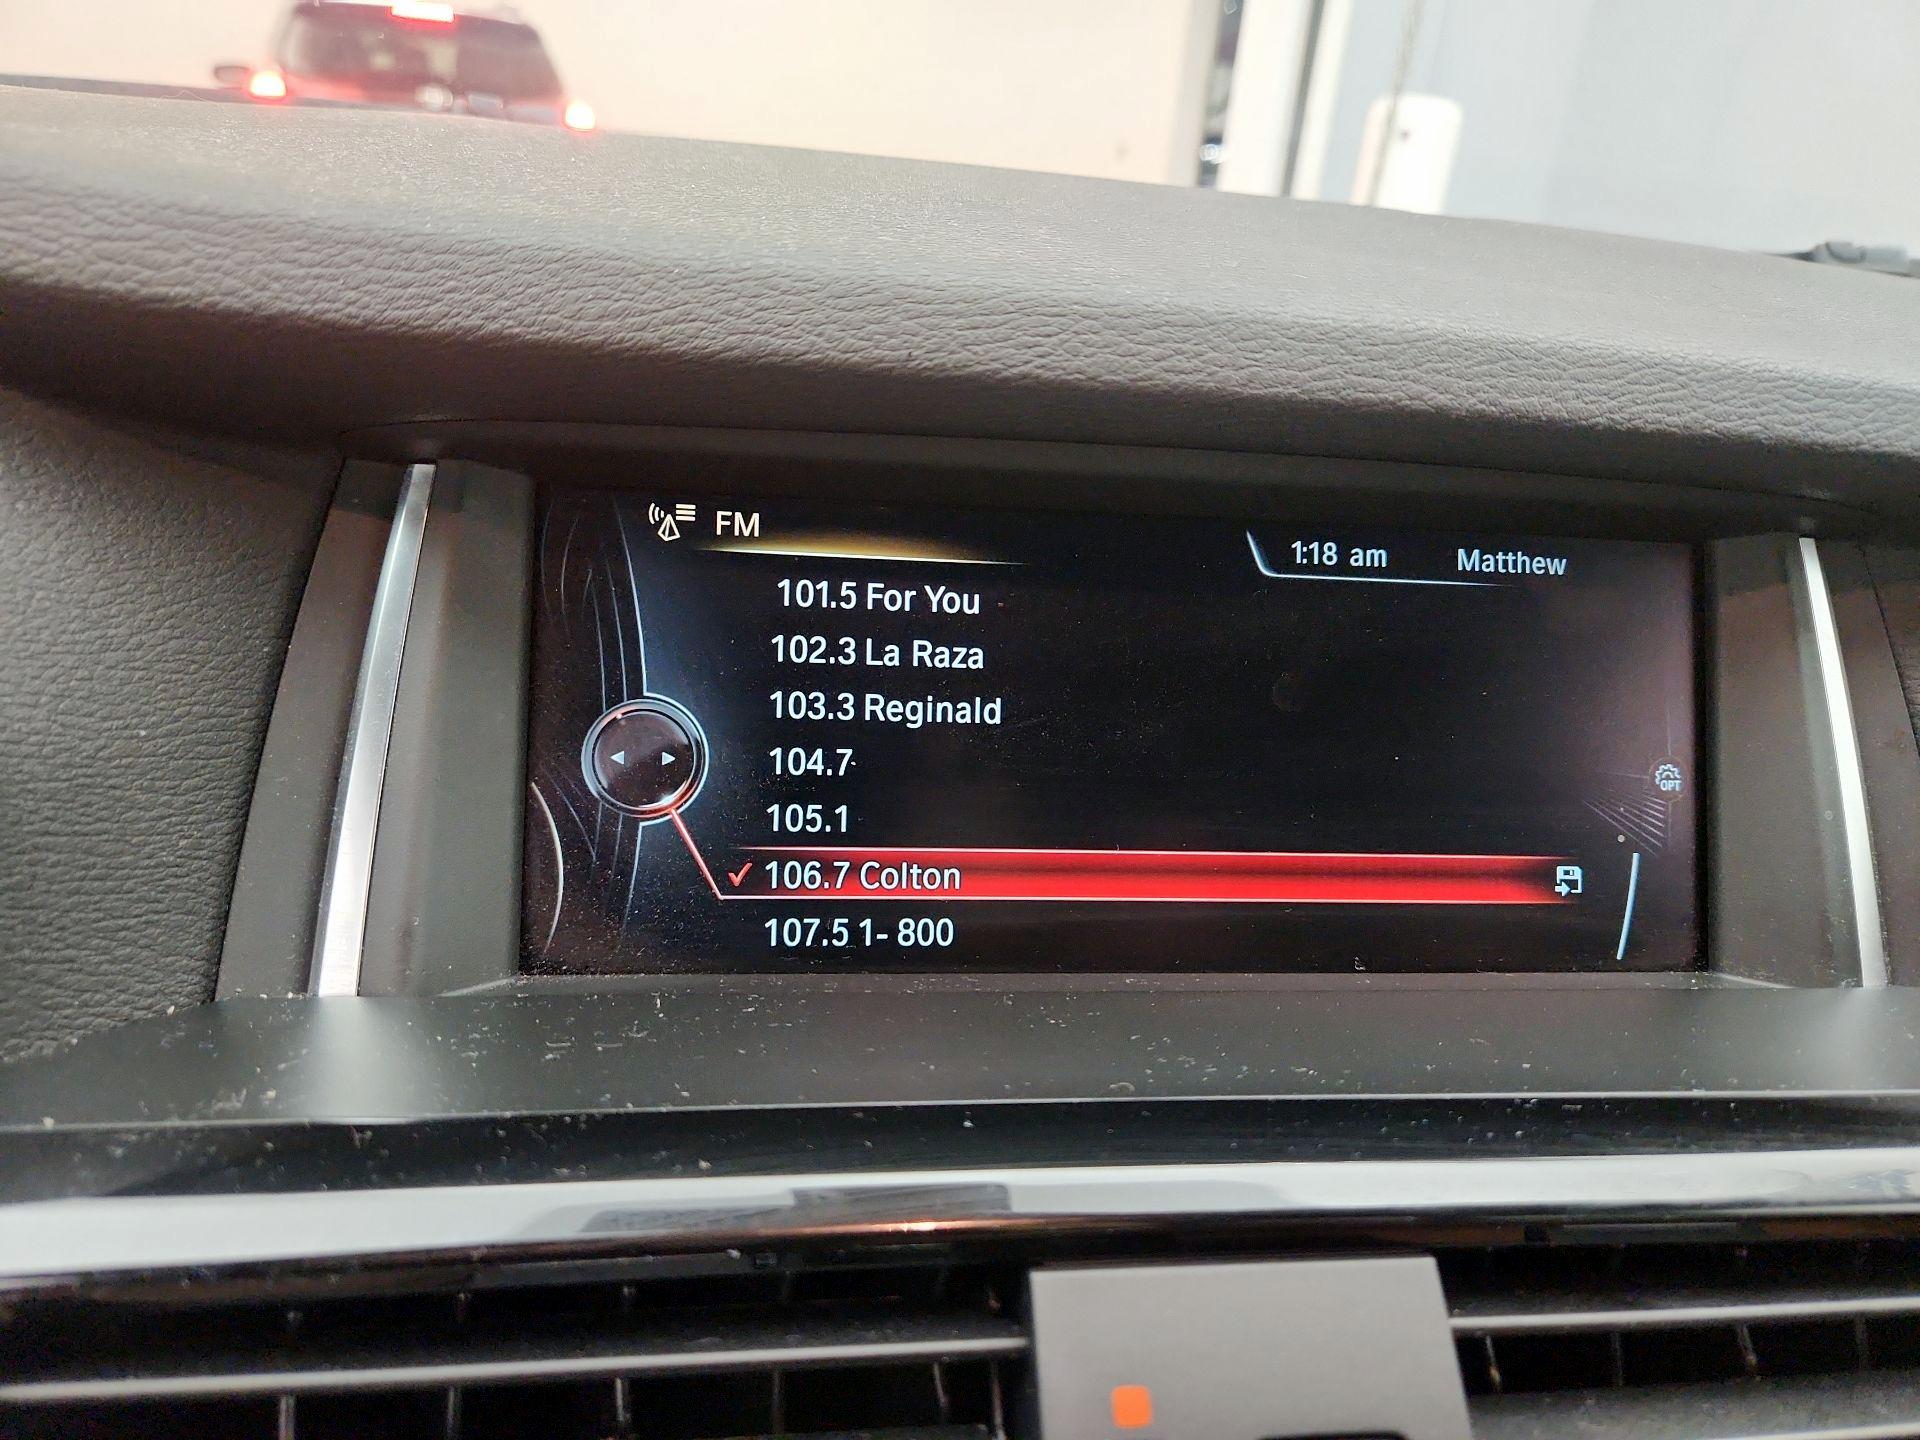 FM
1:18 am
Matthew
101.5 For You
102.3 La Raza
103.3 Reginald
104.7
105.1
106.7 Colton
107.5 1- 800
OPT